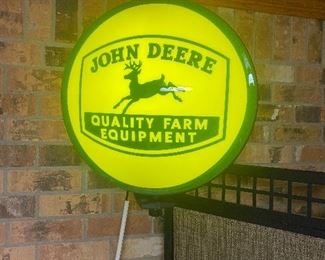 JOHN DEERE
QUALITY FARM
EQUIPMENT